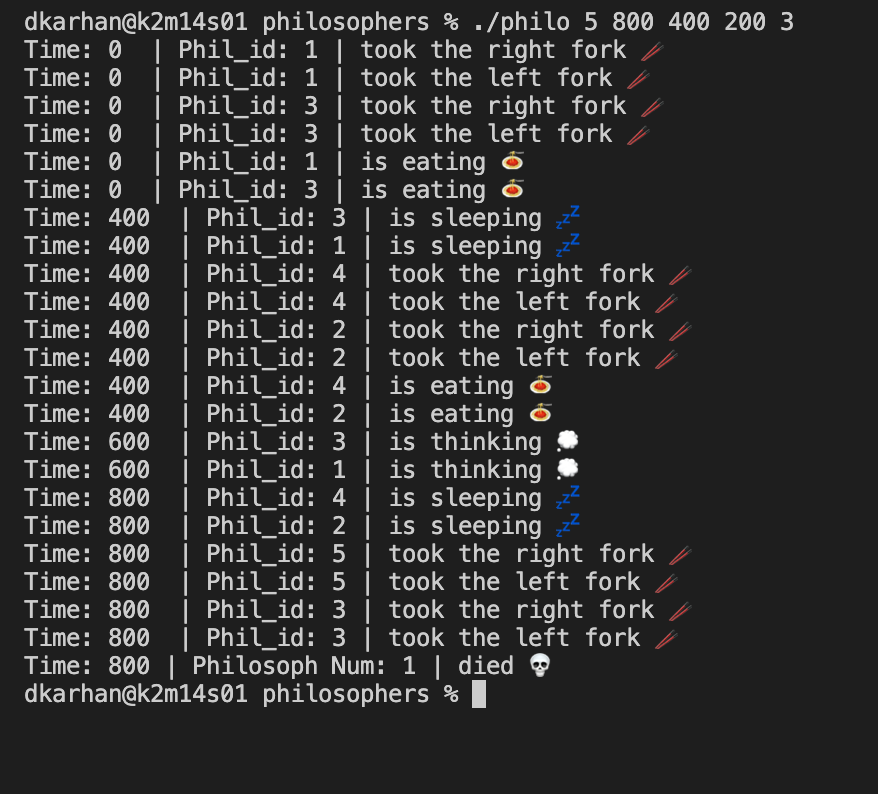 dkarhan@k2m14s01 philosophers % ./philo 5 800 400 200 3
Time: 0  | Phil_id: 1 | took the right fork 🥢
Time: 0  | Phil_id: 1 | took the left fork 🥢
Time: 0  | Phil_id: 3 | took the right fork 🥢
Time: 0  | Phil_id: 3 | took the left fork 🥢
Time: 0  | Phil_id: 1 | is eating 🍝
Time: 0  | Phil_id: 3 | is eating 🍝
Time: 400  | Phil_id: 3 | is sleeping 💤
Time: 400  | Phil_id: 1 | is sleeping 💤
Time: 400  | Phil_id: 4 | took the right fork 🥢
Time: 400  | Phil_id: 4 | took the left fork 🥢
Time: 400  | Phil_id: 2 | took the right fork 🥢
Time: 400  | Phil_id: 2 | took the left fork 🥢
Time: 400  | Phil_id: 4 | is eating 🍝
Time: 400  | Phil_id: 2 | is eating 🍝
Time: 600  | Phil_id: 3 | is thinking 💭
Time: 600  | Phil_id: 1 | is thinking 💭
Time: 800  | Phil_id: 4 | is sleeping 💤
Time: 800  | Phil_id: 2 | is sleeping 💤
Time: 800  | Phil_id: 5 | took the right fork 🥢
Time: 800  | Phil_id: 5 | took the left fork 🥢
Time: 800  | Phil_id: 3 | took the right fork 🥢
Time: 800  | Phil_id: 3 | took the left fork 🥢
Time: 800 | Philosoph Num: 1 | died 💀
dkarhan@k2m14s01 philosophers %